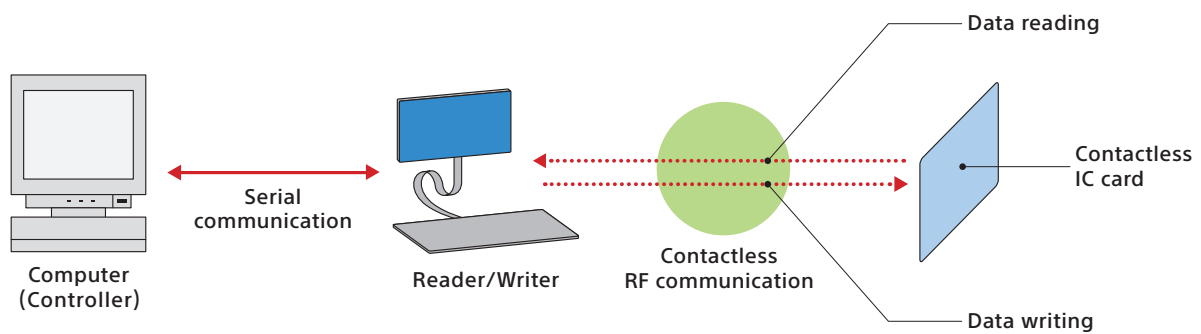 Data reading
Contactless
IC card
Serial
communication
Computer
(Controller)
Reader/Writer
Contactless
RF communication
Data writing